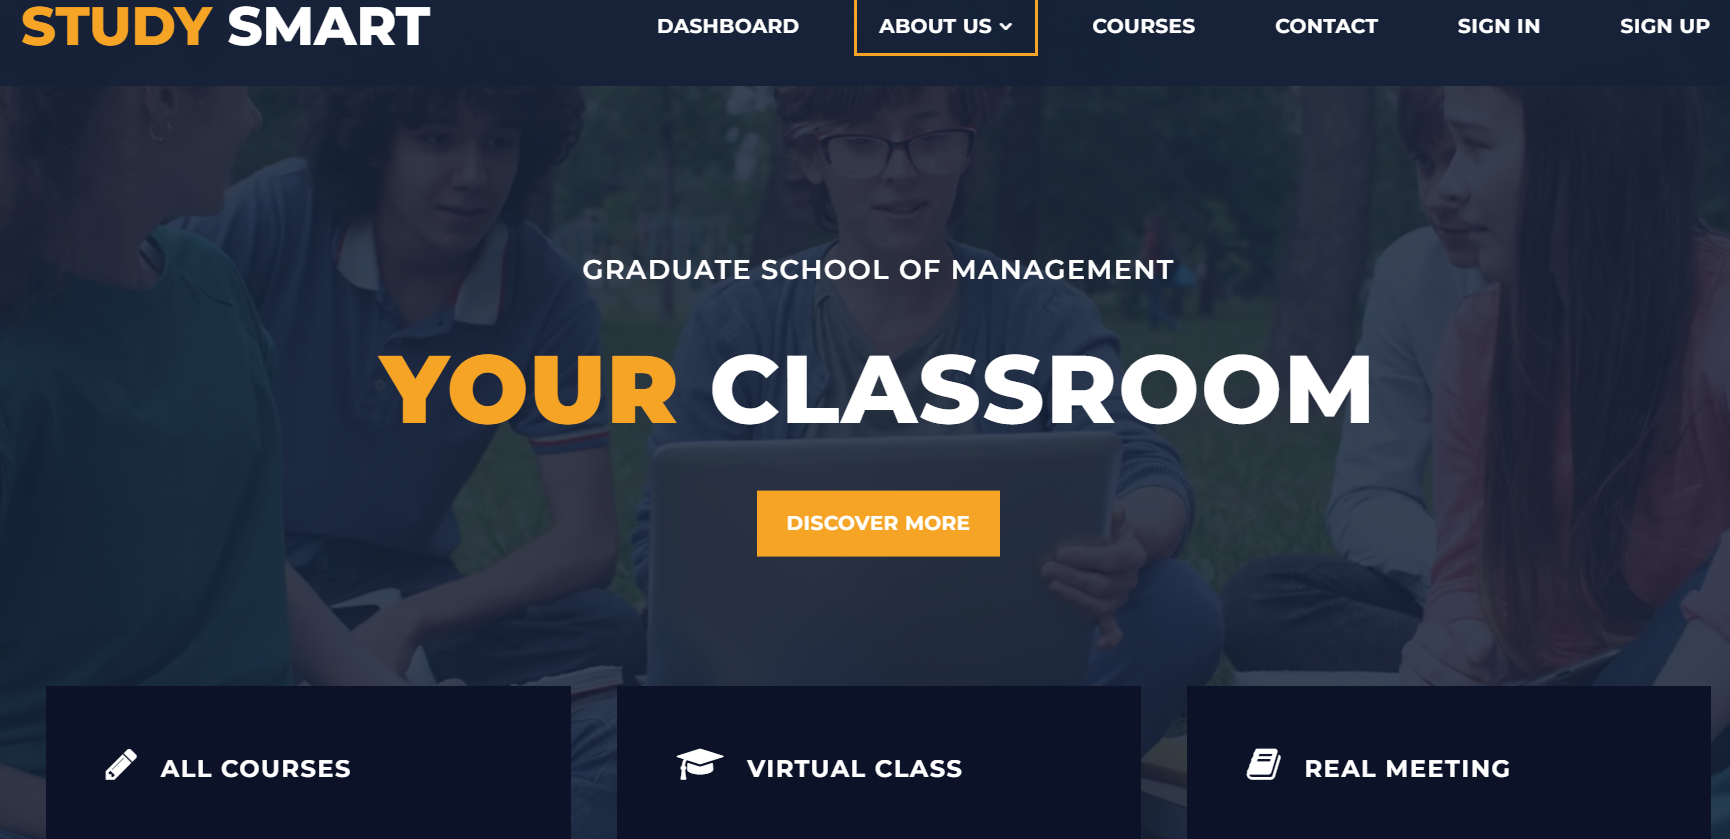 STUDY SMART
DASHBOARD
ABOUT US
COURSES
CONTACT
SIGN IN
SIGN UP
GRADUATE SCHOOL OF MANAGEMENT
YOUR CLASSROOM
DISCOVER MORE
ALL COURSES
VIRTUAL CLASS
REAL MEETING